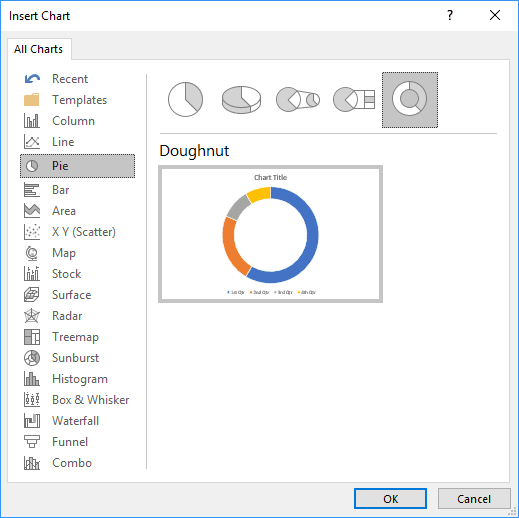 Insert Chart
?
All Charts
Recent
Templates
Column
Line
Pie
Bar
Area
X Y (Scatter)
Map
Stock
Surface
Radar
Treemap
Sunburst
Histogram
Box & Whisker
Waterfall
Funnel
Combo
Doughnut
Chart Title
1st Qtr 2nd Qtr 3rd Qtr 4th Qtr
OK
Cancel